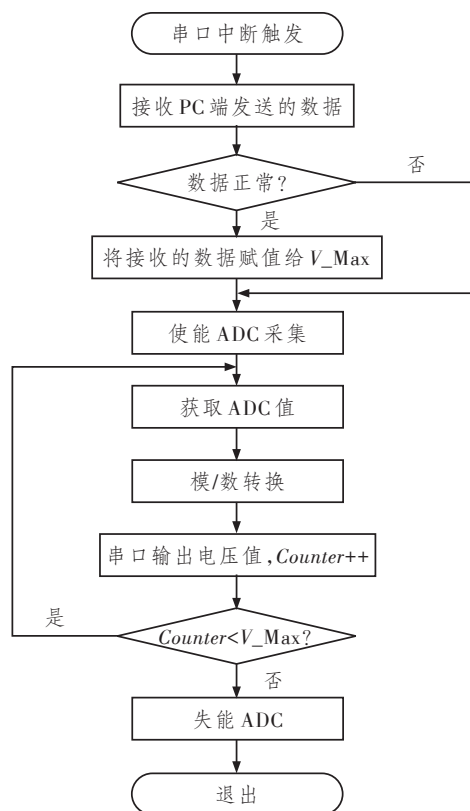 串口中断触发
接收PC端发送的数据
数据正常?
否
是
将接收的数据赋值给V_Max
使能ADC采集
获取ADC值
模/数转换
串口输出电压值,Counter++
是
Counter<V_Max?
否
失能ADC
退出